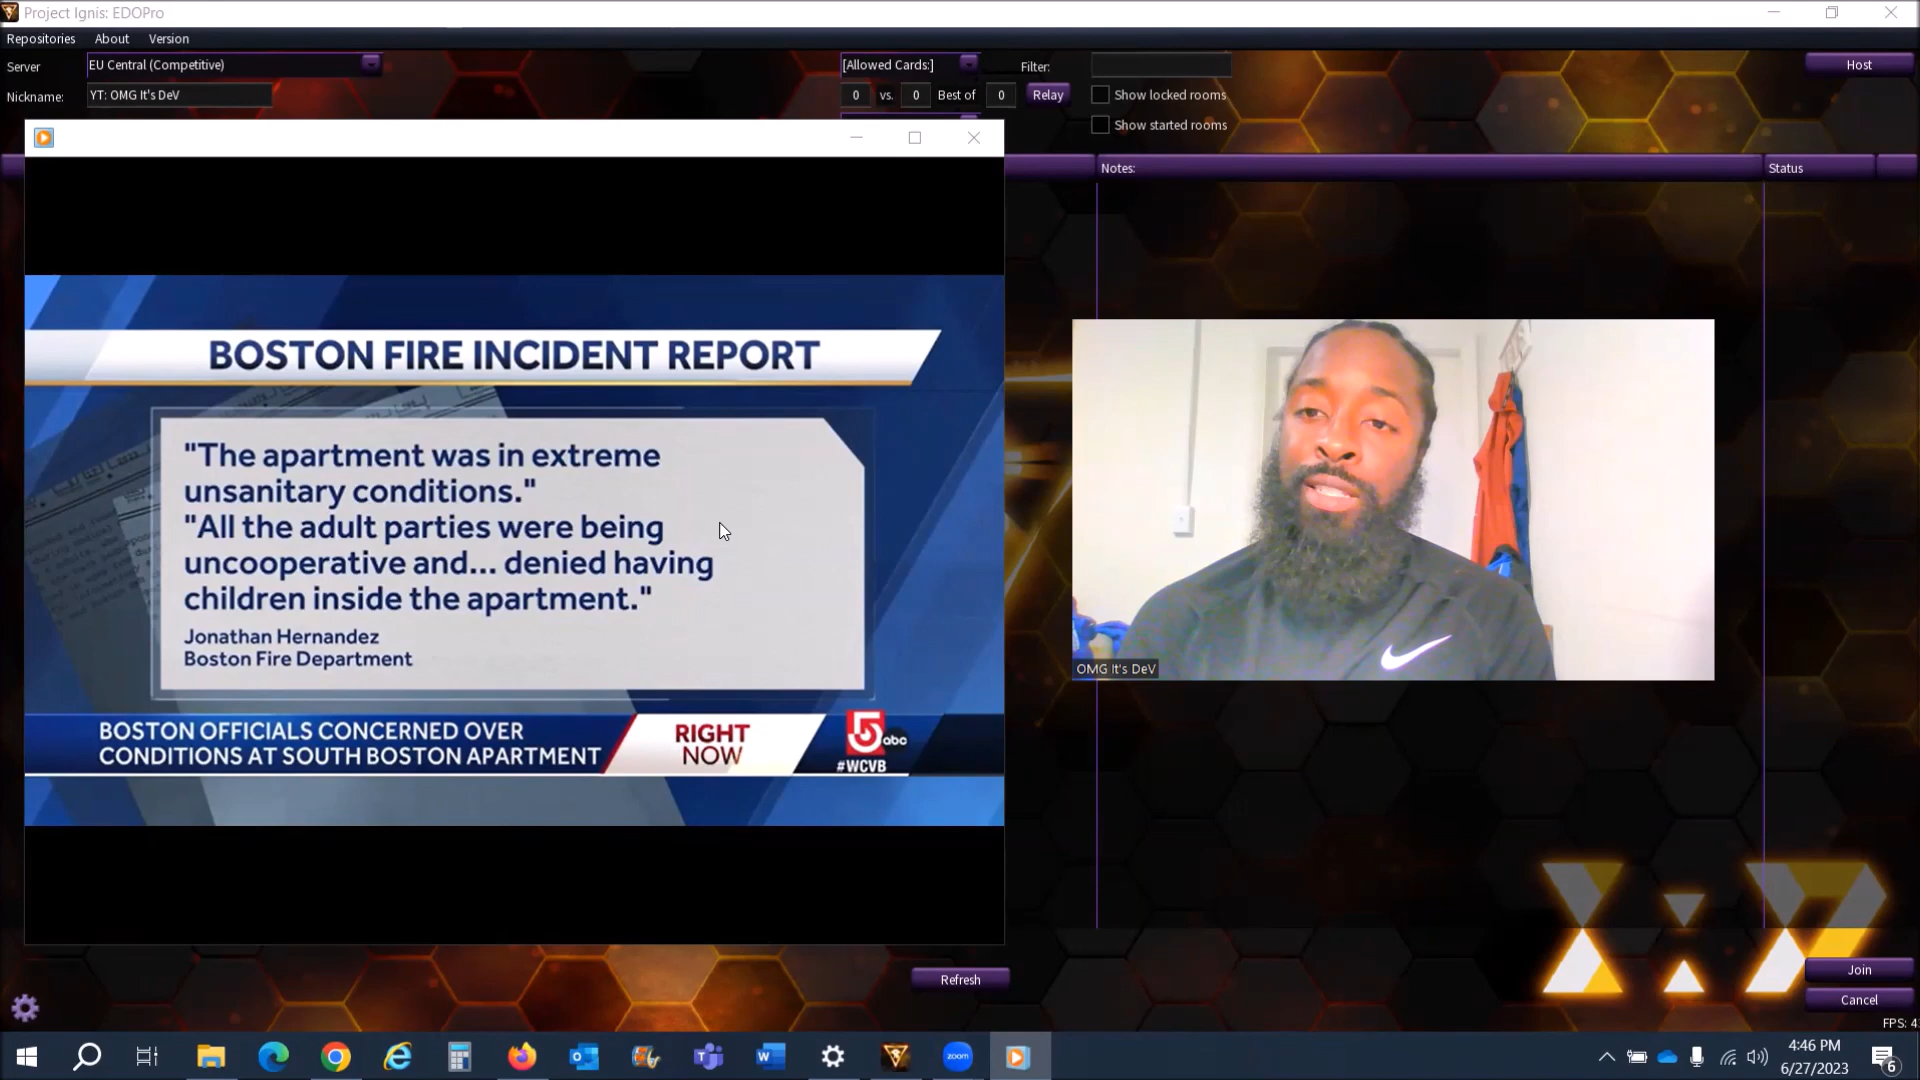 Project Ignis: EDOPro
Repositories About Version
Server EU Central (Competitive) [Allowed Cards:] Filter: Host
Nickname: YT: OMG It's DeV 0 vs. 0 Best of 0 Relay Show locked rooms
Show started rooms
Notes: Status
BOSTON FIRE INCIDENT REPORT
"The apartment was in extreme
unsanitary conditions."
"All the adult parties were being
uncooperative and... denied having
children inside the apartment."
Jonathan Hernandez
Boston Fire Department
OMG It's DeV
BOSTON OFFICIALS CONCERNED OVER
CONDITIONS AT SOUTH BOSTON APARTMENT
RIGHT
NOW
5 abc
#WCVB
Refresh
Join
Cancel
FPS: 4
zoom
4:46 PM
6/27/2023
6